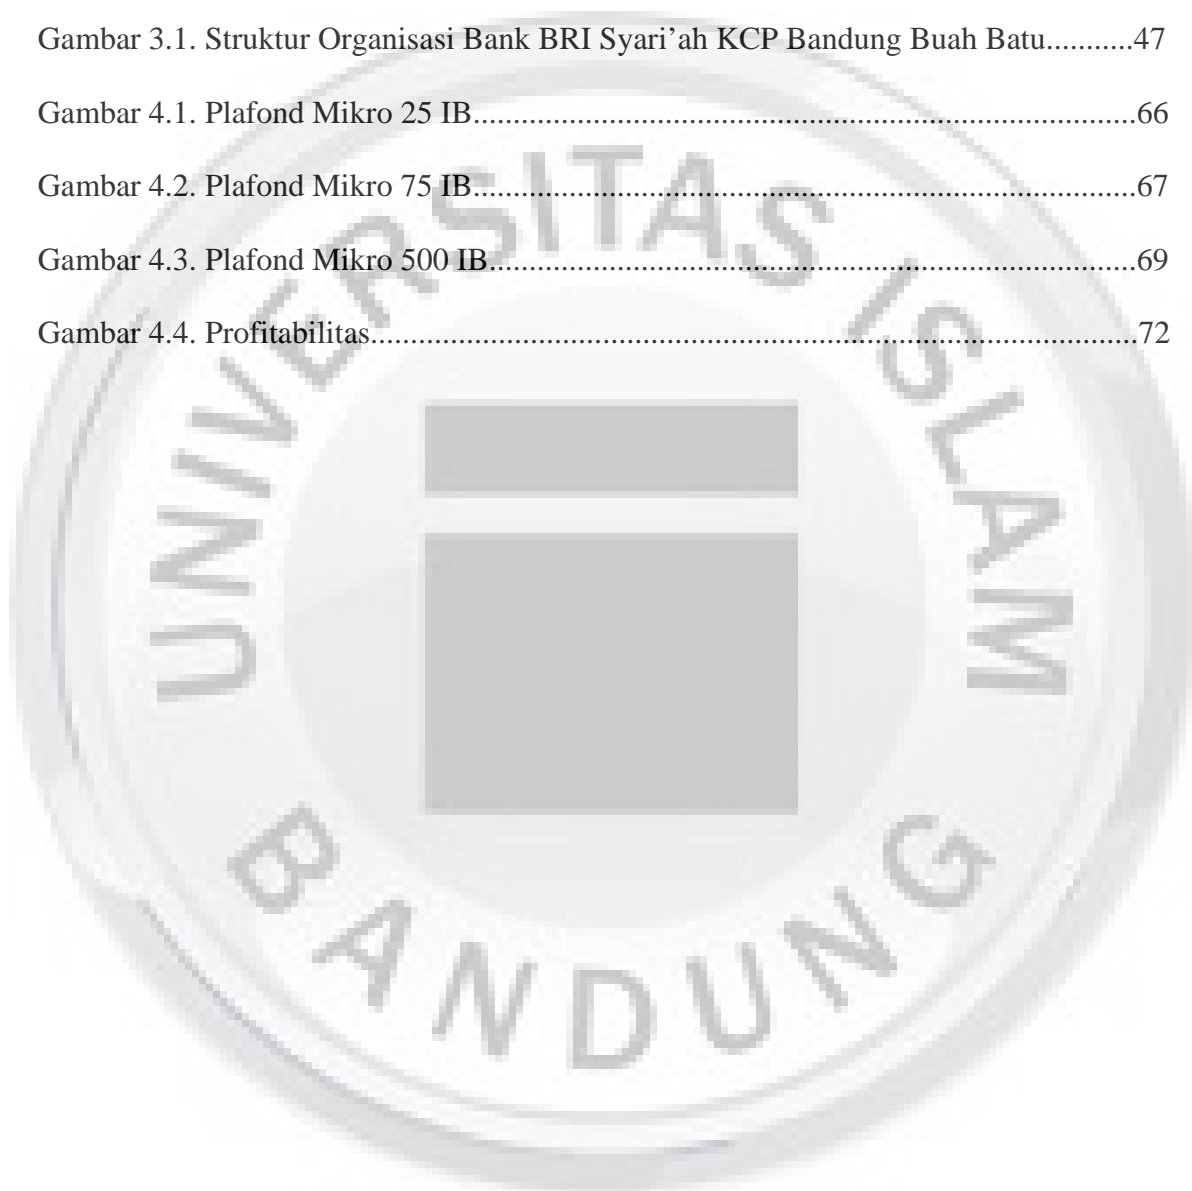 Gambar 3.1. Struktur Organisasi Bank BRI Syari’ah KCP Bandung Buah Batu...........47
Gambar 4.1. Plafond Mikro 25 IB...................................................................................66
Gambar 4.2. Plafond Mikro 75 IB...................................................................................67
Gambar 4.3. Plafond Mikro 500 IB.................................................................................69
Gambar 4.4. Profitabilitas................................................................................................72
UNIVERSITAS ISLAM
BANDUNG